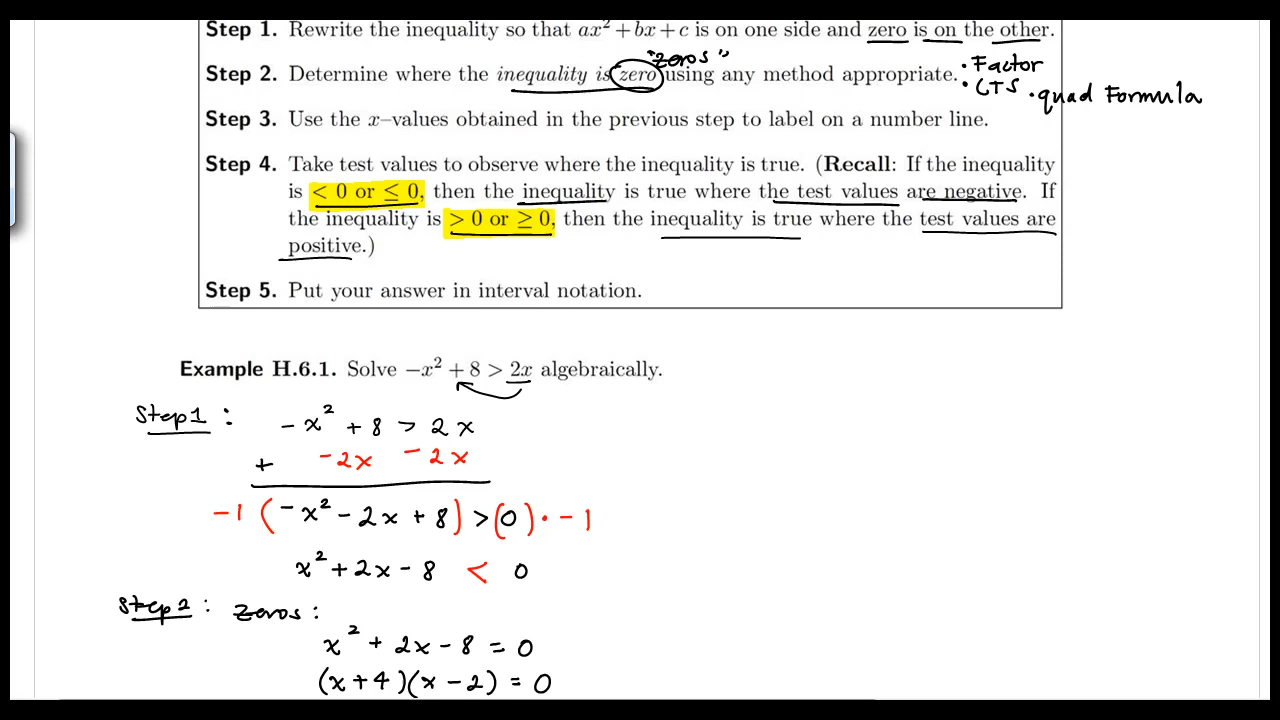 Step 1. Rewrite the inequality so that ax² + bx + c is on one side and zero is on the other.
"zeros"
Step 2. Determine where the inequality is zero using any method appropriate.
• Factor
• CTS • quad Formula
Step 3. Use the x–values obtained in the previous step to label on a number line.
Step 4. Take test values to observe where the inequality is true. (Recall: If the inequality
is < 0 or ≤ 0, then the inequality is true where the test values are negative. If
the inequality is > 0 or ≥ 0, then the inequality is true where the test values are
positive.)
Step 5. Put your answer in interval notation.
Example H.6.1. Solve −x² + 8 > 2x algebraically.
Step 1 :
−x² + 8 > 2x
+ −2x −2x
−1 (−x² − 2x + 8) > (0) · −1
x² + 2x − 8 < 0
Step 2 : Zeros :
x² + 2x − 8 = 0
(x + 4)(x − 2) = 0